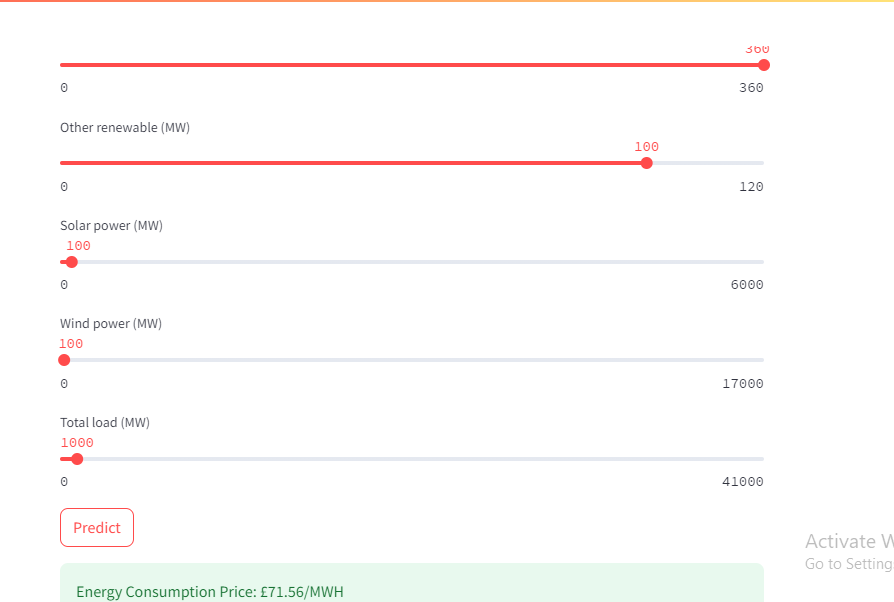 360
0 360
Other renewable (MW)
100
0 120
Solar power (MW)
100
0 6000
Wind power (MW)
100
0 17000
Total load (MW)
1000
0 41000
Predict
Activate W
Go to Setting
Energy Consumption Price: £71.56/MWH